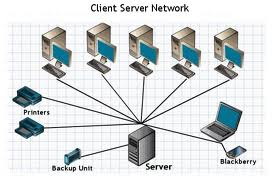 Client Server Network
Printers
Backup Unit
Server
Blackberry